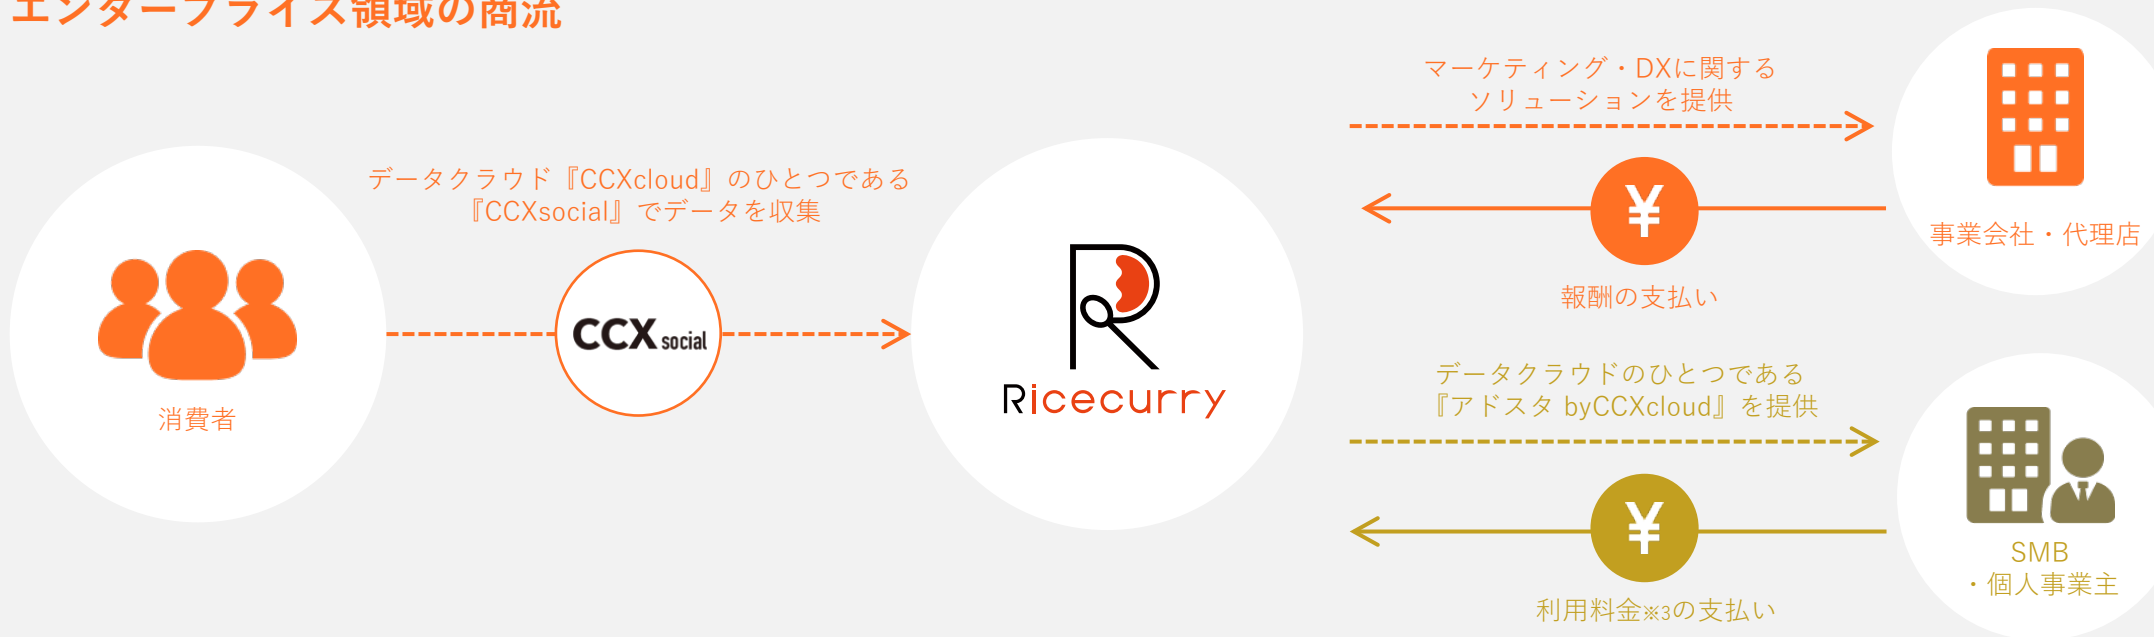 エンタープライズ領域の商流
データクラウド『CCXcloud』のひとつである
『CCXsocial』でデータを収集
消費者
CCX social
Ricecurry
マーケティング・DXに関する
ソリューションを提供
¥
報酬の支払い
事業会社・代理店
データクラウドのひとつである
『アドスタ byCCXcloud』を提供
¥
利用料金※3の支払い
SMB
・個人事業主